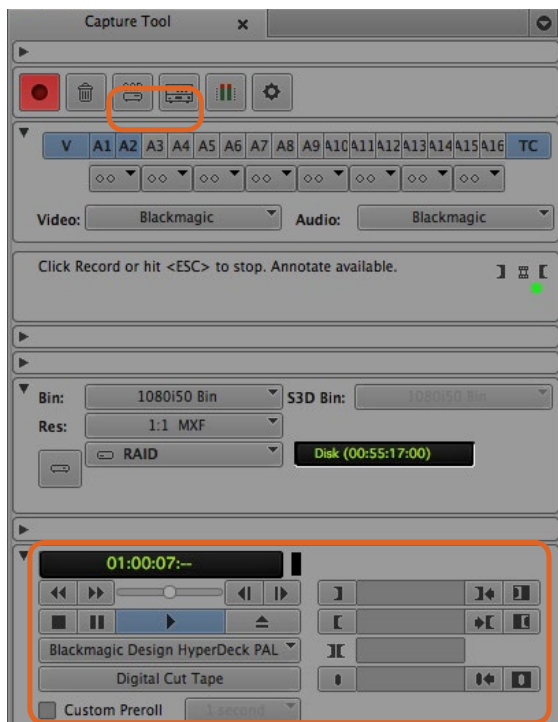 Capture Tool
V A1 A2 A3 A4 A5 A6 A7 A8 A9 A10 A11 A12 A13 A14 A15 A16 TC
Video: Blackmagic Audio: Blackmagic
Click Record or hit <ESC> to stop. Annotate available.
Bin: 1080i50 Bin S3D Bin: 1080i50 Bin
Res: 1:1 MXF
RAID Disk (00:55:17:00)
01:00:07:--
Blackmagic Design HyperDeck PAL
Digital Cut Tape
Custom Preroll 1 second